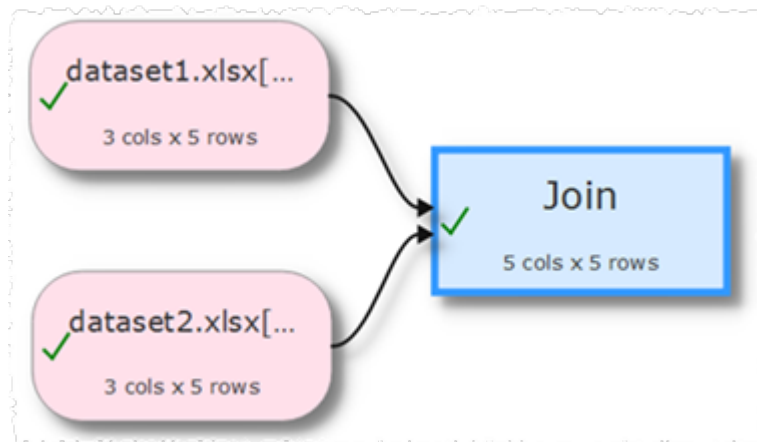 dataset1.xlsx[...
3 cols x 5 rows
Join
5 cols x 5 rows
dataset2.xlsx[...
3 cols x 5 rows